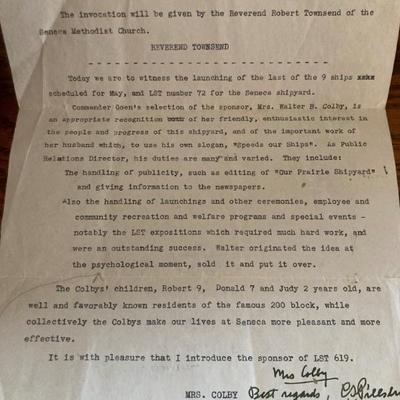 The invocation will be given by the Reverend Robert Townsend of the
Seneca Methodist Church.
REVEREND TOWNSEND
Today we are to witness the launching of the last of the 9 ships xxkx
scheduled for May, and LST number 72 for the Seneca shipyard.
Commander Goen's selection of the sponsor, Mrs. Walter B. Colby, is
an appropriate recognition both of her friendly, enthusiastic interest in
the people and progress of this shipyard, and of the important work of
her husband which, to use his own slogan, "Speeds our Ships". As Public
Relations Director, his duties are many and varied. They include:
The handling of publicity, such as editing of "Our Prairie Shipyard"
and giving information to the newspapers.
Also the handling of launchings and other ceremonies, employee and
community recreation and welfare programs and special events -
notably the LST expositions which required much hard work, and
were an outstanding success. Walter originated the idea at
the psychological moment, sold it and put it over.
The Colbys' children, Robert 9, Donald 7 and Judy 2 years old, are
well and favorably known residents of the famous 200 block, while
collectively the Colbys make our lives at Seneca more pleasant and more
effective.
It is with pleasure that I introduce the sponsor of LST 619.
Mrs Colby
MRS. COLBY Best regards,